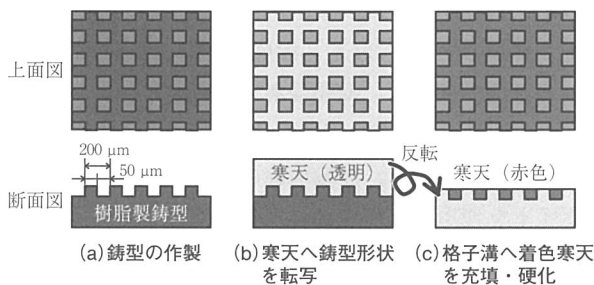 上面図
200 μm
50 μm
断面図
樹脂製鋳型
寒天（透明）
反転
寒天（赤色）
(a)鋳型の作製
(b)寒天へ鋳型形状
を転写
(c)格子溝へ着色寒天
を充填・硬化